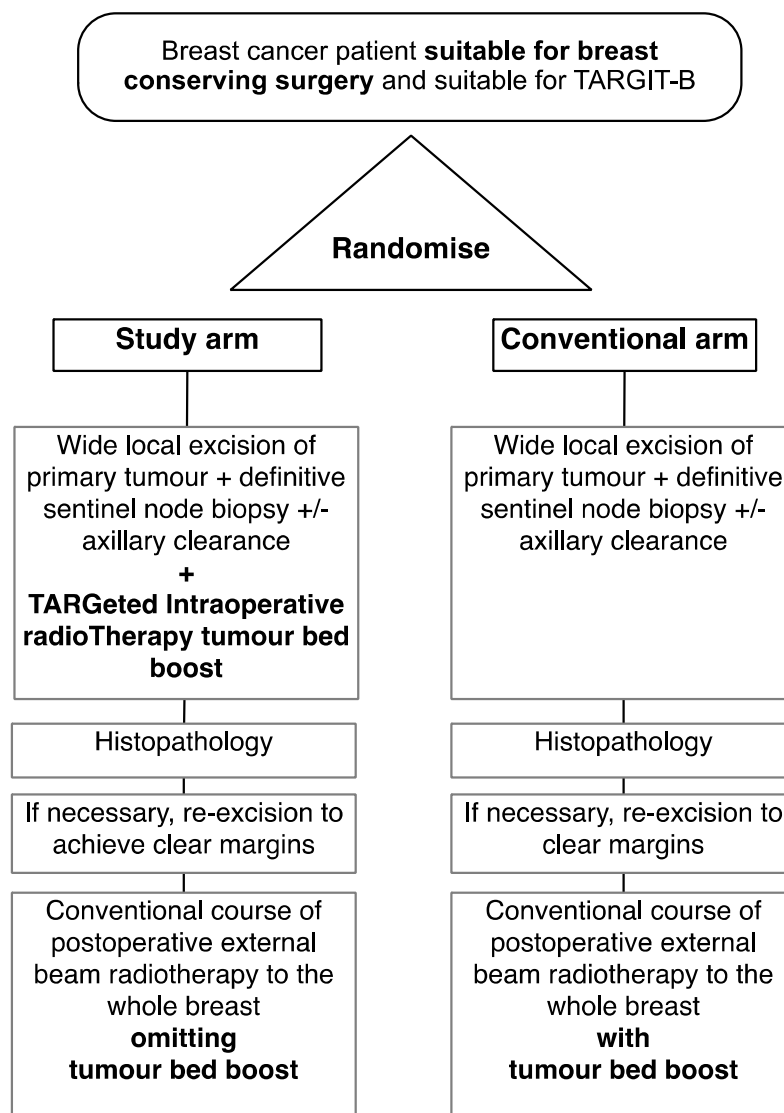 Breast cancer patient suitable for breast
conserving surgery and suitable for TARGIT-B
Randomise
Study arm
Conventional arm
Wide local excision of
primary tumour + definitive
sentinel node biopsy +/-
axillary clearance
+
TARGeted Intraoperative
radioTherapy tumour bed
boost
Wide local excision of
primary tumour + definitive
sentinel node biopsy +/-
axillary clearance
Histopathology
Histopathology
If necessary, re-excision to
achieve clear margins
If necessary, re-excision to
clear margins
Conventional course of
postoperative external
beam radiotherapy to the
whole breast
omitting
tumour bed boost
Conventional course of
postoperative external
beam radiotherapy to the
whole breast
with
tumour bed boost